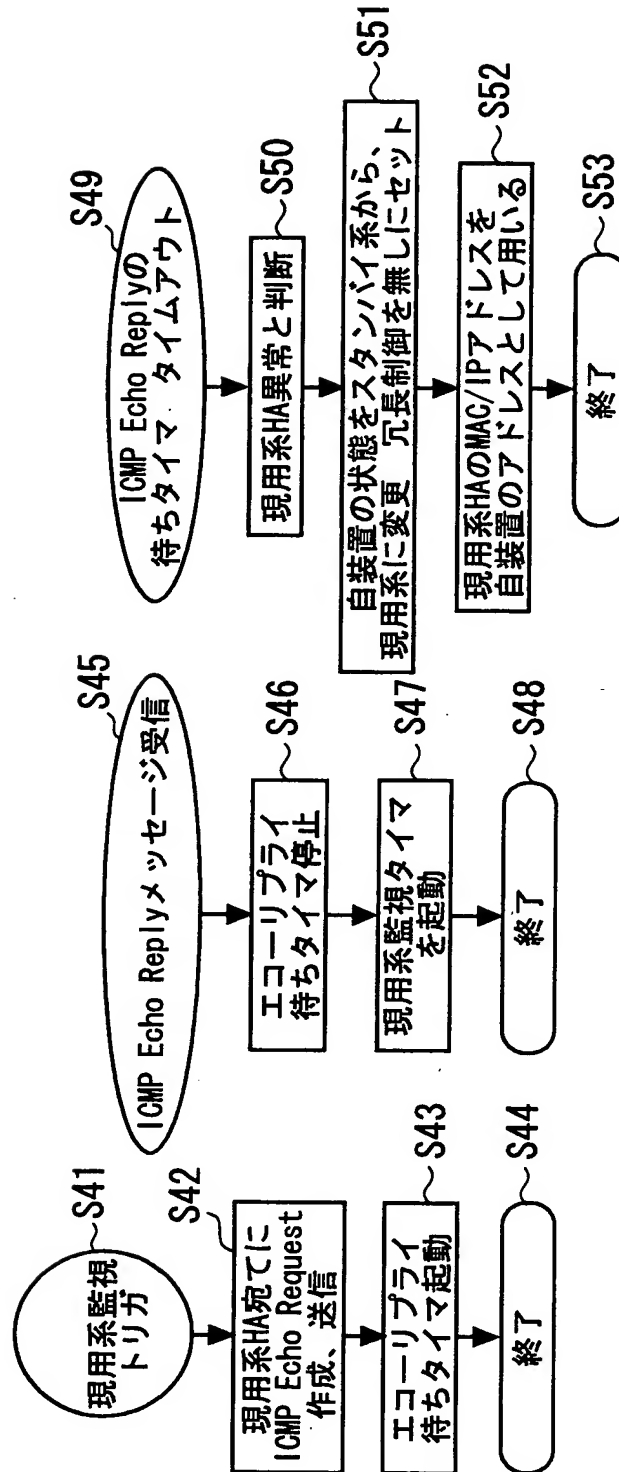 S41
現用系監視
トリガ
S42
現用系HA宛てに
ICMP Echo Request
作成、送信
S43
エコーリプライ
待ちタイマ起動
S44
終了
S45
ICMP Echo Replyメッセージ受信
S46
エコーリプライ
待ちタイマ停止
S47
現用系監視タイマ
を起動
S48
終了
S49
ICMP Echo Replyの
待ちタイマ タイムアウト
S50
現用系HA異常と判断
S51
自装置の状態をスタンバイ系から、
現用系に変更 冗長制御を無しにセット
S52
現用系HAのMAC/IPアドレスを
自装置のアドレスとして用いる
S53
終了